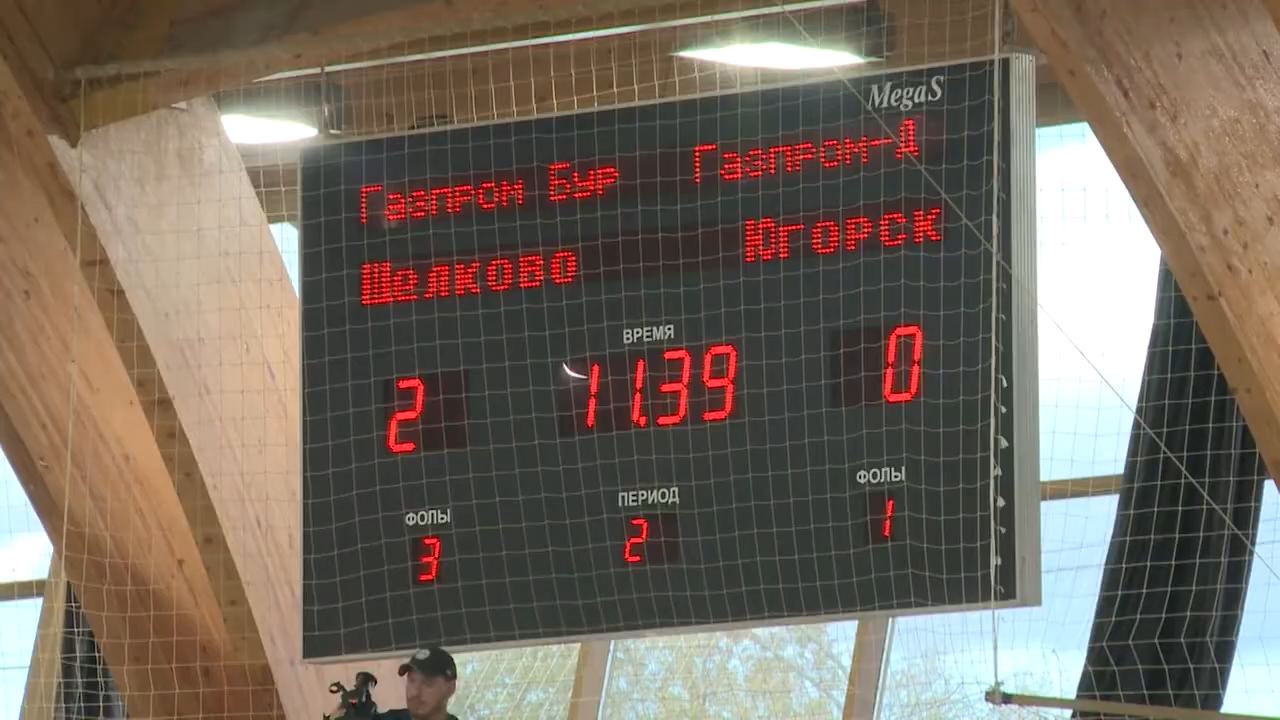 MegaS
Газпром Бур Газпром-Д
Щелково Югорск
ВРЕМЯ
2 11.39 0
ФОЛЫ ПЕРИОД ФОЛЫ
3 2 1